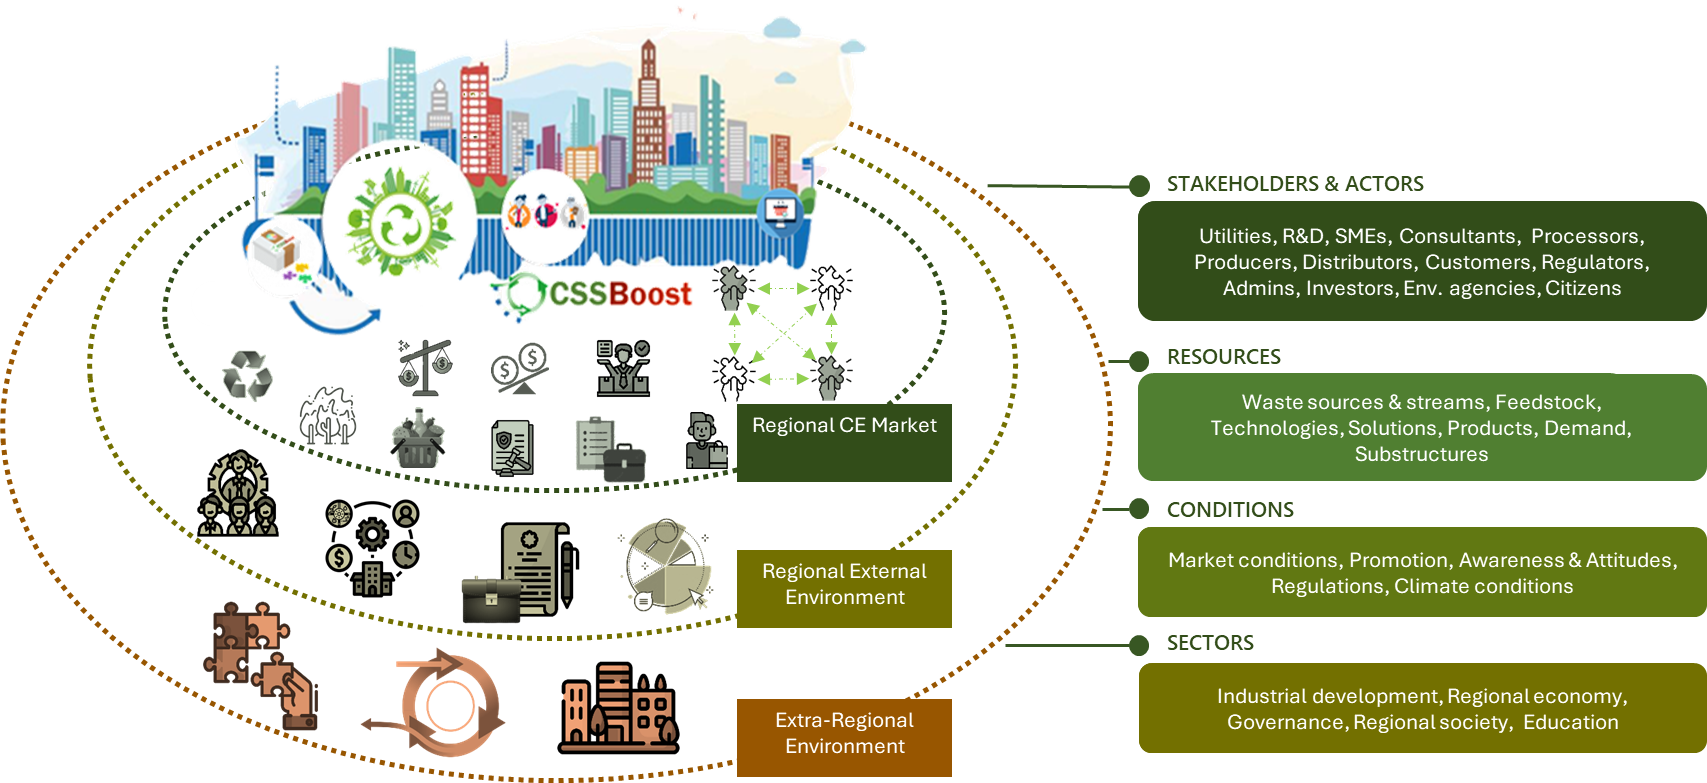 CSSBoost
Regional CE Market
Regional External
Environment
Extra-Regional
Environment
STAKEHOLDERS & ACTORS
Utilities, R&D, SMEs, Consultants, Processors,
Producers, Distributors, Customers, Regulators,
Admins, Investors, Env. agencies, Citizens
RESOURCES
Waste sources & streams, Feedstock,
Technologies, Solutions, Products, Demand,
Substructures
CONDITIONS
Market conditions, Promotion, Awareness & Attitudes,
Regulations, Climate conditions
SECTORS
Industrial development, Regional economy,
Governance, Regional society, Education